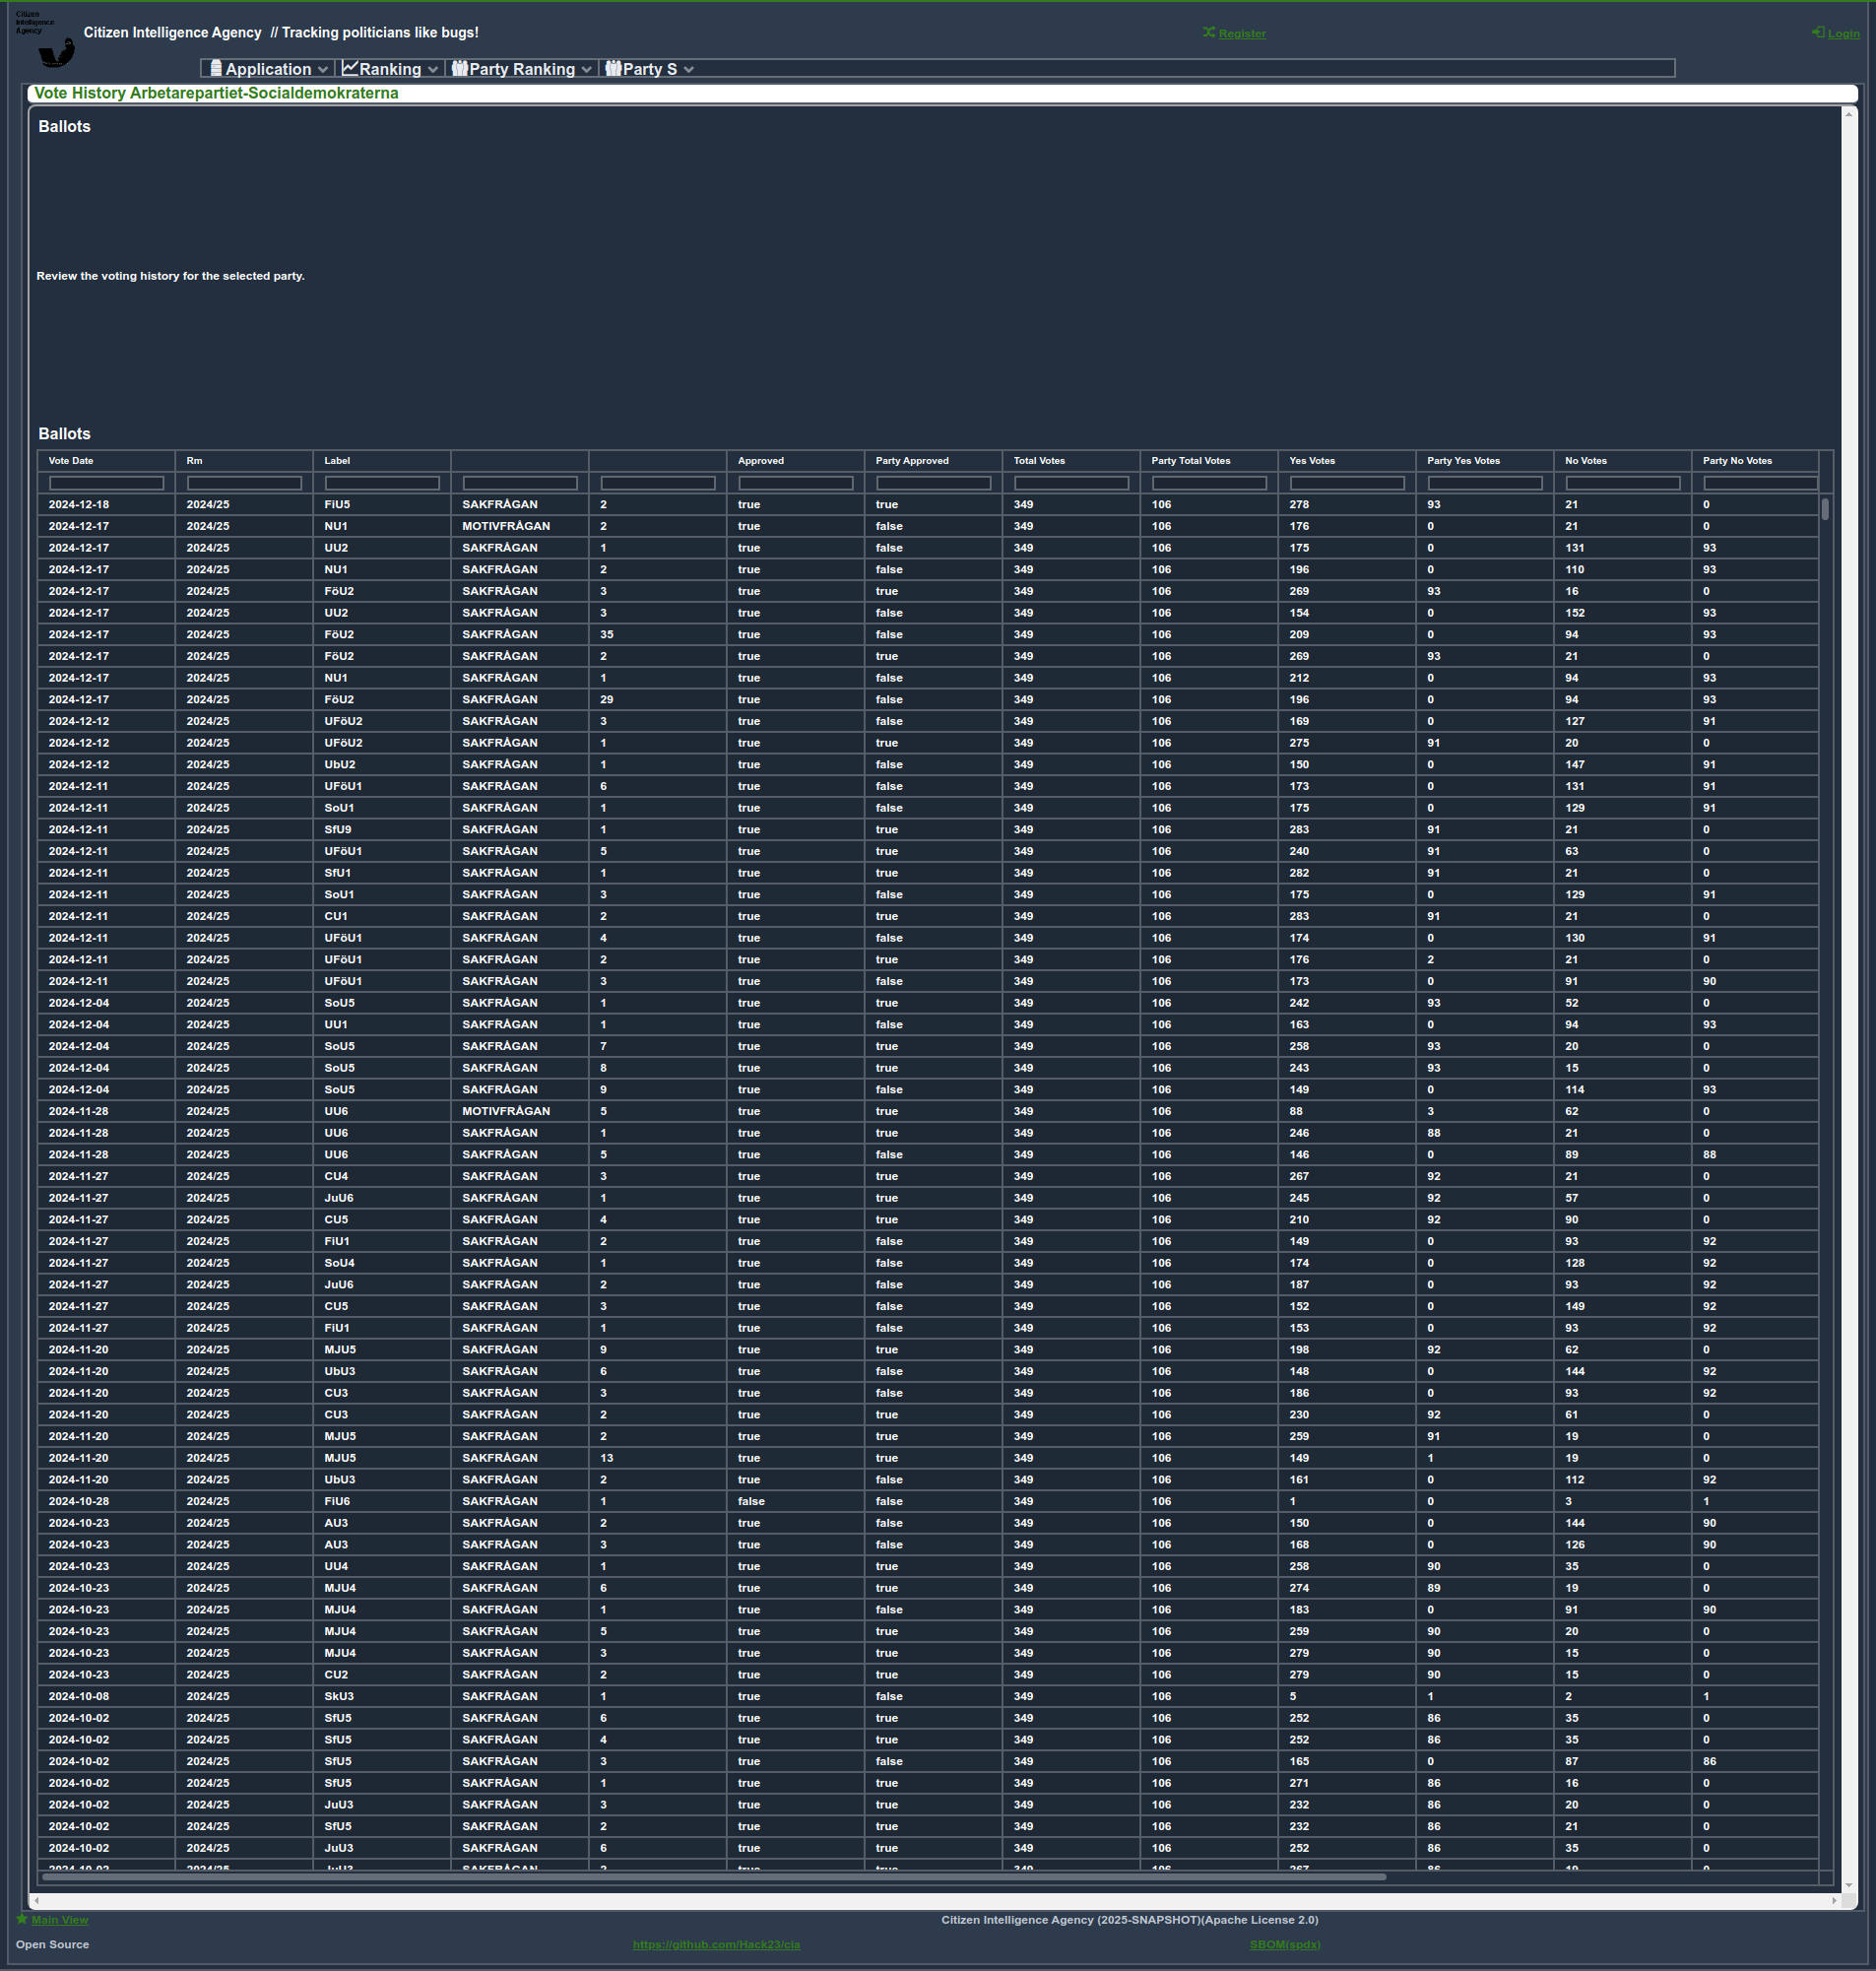 Citizen
Intelligence
Agency
Citizen Intelligence Agency // Tracking politicians like bugs!
Register
Login
Application Ranking Party Ranking Party S
Vote History Arbetarepartiet-Socialdemokraterna
Ballots
Review the voting history for the selected party.
Ballots
Vote Date Rm Label Approved Party Approved Total Votes Party Total Votes Yes Votes Party Yes Votes No Votes Party No Votes
2024-12-18 2024/25 FiU5 SAKFRÅGAN 2 true true 349 106 278 93 21 0
2024-12-17 2024/25 NU1 MOTIVFRÅGAN 2 true false 349 106 176 0 21 0
2024-12-17 2024/25 UU2 SAKFRÅGAN 1 true false 349 106 175 0 131 93
2024-12-17 2024/25 NU1 SAKFRÅGAN 2 true false 349 106 196 0 110 93
2024-12-17 2024/25 FöU2 SAKFRÅGAN 3 true true 349 106 269 93 16 0
2024-12-17 2024/25 UU2 SAKFRÅGAN 3 true false 349 106 154 0 152 93
2024-12-17 2024/25 FöU2 SAKFRÅGAN 35 true false 349 106 209 0 94 93
2024-12-17 2024/25 FöU2 SAKFRÅGAN 2 true true 349 106 269 93 21 0
2024-12-17 2024/25 NU1 SAKFRÅGAN 1 true false 349 106 212 0 94 93
2024-12-17 2024/25 FöU2 SAKFRÅGAN 29 true false 349 106 196 0 94 93
2024-12-12 2024/25 UFöU2 SAKFRÅGAN 3 true false 349 106 169 0 127 91
2024-12-12 2024/25 UFöU2 SAKFRÅGAN 1 true true 349 106 275 91 20 0
2024-12-12 2024/25 UbU2 SAKFRÅGAN 1 true false 349 106 150 0 147 91
2024-12-11 2024/25 UFöU1 SAKFRÅGAN 6 true false 349 106 173 0 131 91
2024-12-11 2024/25 SoU1 SAKFRÅGAN 1 true false 349 106 175 0 129 91
2024-12-11 2024/25 SfU9 SAKFRÅGAN 1 true true 349 106 283 91 21 0
2024-12-11 2024/25 UFöU1 SAKFRÅGAN 5 true true 349 106 240 91 63 0
2024-12-11 2024/25 SfU1 SAKFRÅGAN 1 true true 349 106 282 91 21 0
2024-12-11 2024/25 SoU1 SAKFRÅGAN 3 true false 349 106 175 0 129 91
2024-12-11 2024/25 CU1 SAKFRÅGAN 2 true true 349 106 283 91 21 0
2024-12-11 2024/25 UFöU1 SAKFRÅGAN 4 true false 349 106 174 0 130 91
2024-12-11 2024/25 UFöU1 SAKFRÅGAN 2 true true 349 106 176 2 21 0
2024-12-11 2024/25 UFöU1 SAKFRÅGAN 3 true false 349 106 173 0 91 90
2024-12-04 2024/25 SoU5 SAKFRÅGAN 1 true true 349 106 242 93 52 0
2024-12-04 2024/25 UU1 SAKFRÅGAN 1 true false 349 106 163 0 94 93
2024-12-04 2024/25 SoU5 SAKFRÅGAN 7 true true 349 106 258 93 20 0
2024-12-04 2024/25 SoU5 SAKFRÅGAN 8 true true 349 106 243 93 15 0
2024-12-04 2024/25 SoU5 SAKFRÅGAN 9 true false 349 106 149 0 114 93
2024-11-28 2024/25 UU6 MOTIVFRÅGAN 5 true true 349 106 88 3 62 0
2024-11-28 2024/25 UU6 SAKFRÅGAN 1 true true 349 106 246 88 21 0
2024-11-28 2024/25 UU6 SAKFRÅGAN 5 true false 349 106 146 0 89 88
2024-11-27 2024/25 CU4 SAKFRÅGAN 3 true true 349 106 267 92 21 0
2024-11-27 2024/25 JuU6 SAKFRÅGAN 1 true true 349 106 245 92 57 0
2024-11-27 2024/25 CU5 SAKFRÅGAN 4 true true 349 106 210 92 90 0
2024-11-27 2024/25 FiU1 SAKFRÅGAN 2 true false 349 106 149 0 93 92
2024-11-27 2024/25 SoU4 SAKFRÅGAN 1 true false 349 106 174 0 128 92
2024-11-27 2024/25 JuU6 SAKFRÅGAN 2 true false 349 106 187 0 93 92
2024-11-27 2024/25 CU5 SAKFRÅGAN 3 true false 349 106 152 0 149 92
2024-11-27 2024/25 FiU1 SAKFRÅGAN 1 true false 349 106 153 0 93 92
2024-11-20 2024/25 MJU5 SAKFRÅGAN 9 true true 349 106 198 92 62 0
2024-11-20 2024/25 UbU3 SAKFRÅGAN 6 true false 349 106 148 0 144 92
2024-11-20 2024/25 CU3 SAKFRÅGAN 3 true false 349 106 186 0 93 92
2024-11-20 2024/25 CU3 SAKFRÅGAN 2 true true 349 106 230 92 61 0
2024-11-20 2024/25 MJU5 SAKFRÅGAN 2 true true 349 106 259 91 19 0
2024-11-20 2024/25 MJU5 SAKFRÅGAN 13 true true 349 106 149 1 19 0
2024-11-20 2024/25 UbU3 SAKFRÅGAN 2 true false 349 106 161 0 112 92
2024-10-28 2024/25 FiU6 SAKFRÅGAN 1 false false 349 106 1 0 3 1
2024-10-23 2024/25 AU3 SAKFRÅGAN 2 true false 349 106 150 0 144 90
2024-10-23 2024/25 AU3 SAKFRÅGAN 3 true false 349 106 168 0 126 90
2024-10-23 2024/25 UU4 SAKFRÅGAN 1 true true 349 106 258 90 35 0
2024-10-23 2024/25 MJU4 SAKFRÅGAN 6 true true 349 106 274 89 19 0
2024-10-23 2024/25 MJU4 SAKFRÅGAN 1 true false 349 106 183 0 91 90
2024-10-23 2024/25 MJU4 SAKFRÅGAN 5 true true 349 106 259 90 20 0
2024-10-23 2024/25 MJU4 SAKFRÅGAN 3 true true 349 106 279 90 15 0
2024-10-23 2024/25 CU2 SAKFRÅGAN 2 true true 349 106 279 90 15 0
2024-10-08 2024/25 SkU3 SAKFRÅGAN 1 true false 349 106 5 1 2 1
2024-10-02 2024/25 SfU5 SAKFRÅGAN 6 true true 349 106 252 86 35 0
2024-10-02 2024/25 SfU5 SAKFRÅGAN 4 true true 349 106 252 86 35 0
2024-10-02 2024/25 SfU5 SAKFRÅGAN 3 true false 349 106 165 0 87 86
2024-10-02 2024/25 SfU5 SAKFRÅGAN 1 true true 349 106 271 86 16 0
2024-10-02 2024/25 JuU3 SAKFRÅGAN 3 true true 349 106 232 86 20 0
2024-10-02 2024/25 SfU5 SAKFRÅGAN 2 true true 349 106 232 86 21 0
2024-10-02 2024/25 JuU3 SAKFRÅGAN 6 true true 349 106 252 86 35 0
2024-10-02 2024/25 JuU3 SAKFRÅGAN true true 349 106 86 0
Main View
Citizen Intelligence Agency (2025-SNAPSHOT)(Apache License 2.0)
Open Source
https://github.com/Hack23/cia
SBOM(spdx)